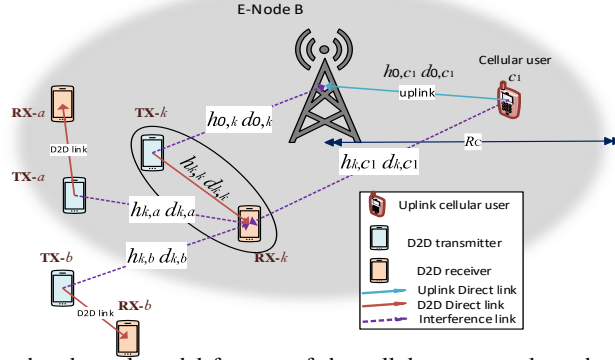 E-Node B
Cellular user
c1
h0,c1 d0,c1
uplink
RX-a
TX-k
h0,k d0,k
D2D link
Rc
hk,k dk,k
hk,c1 dk,c1
TX-a
hk,a dk,a
Uplink cellular user
D2D transmitter
TX-b
hk,b dk,b
RX-k
D2D receiver
Uplink Direct link
D2D link
RX-b
D2D Direct link
Interference link